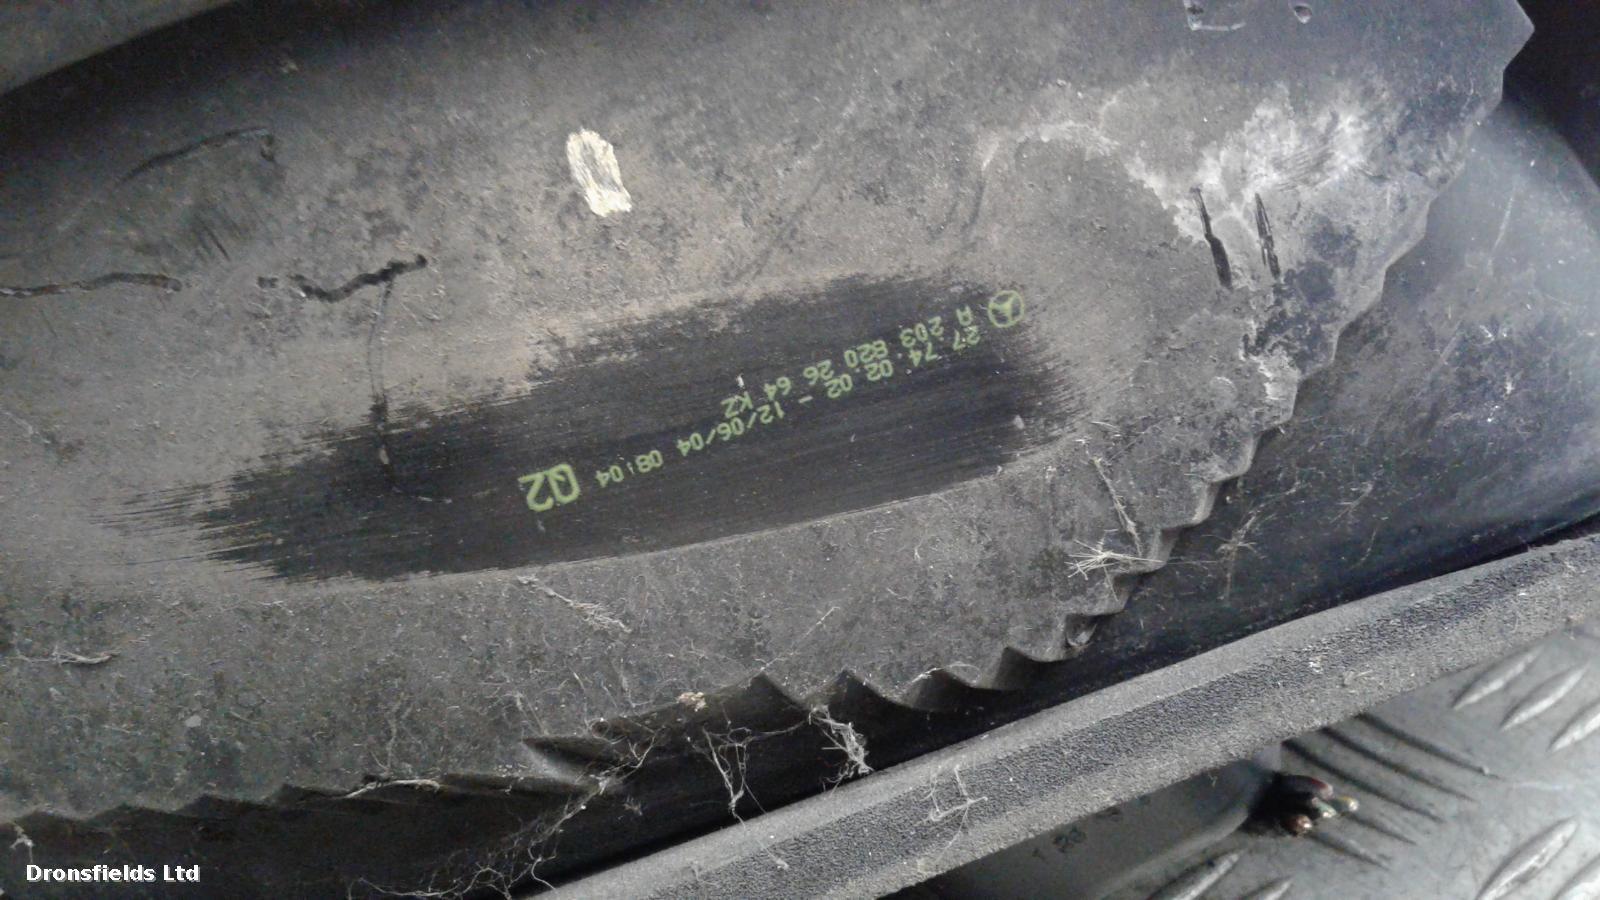 27 74 02 02 - 12/06/04 08:04 Q2
A 203 820 26 64 KZ
Dronsfields Ltd